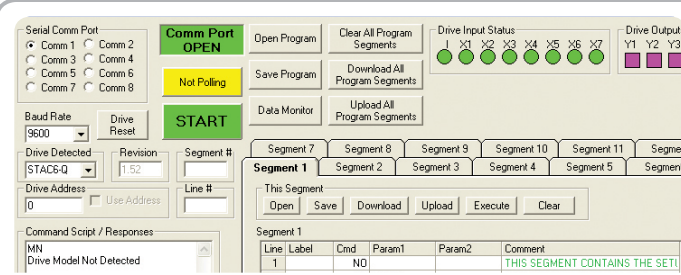 Serial Comm Port
Comm 1 Comm 2
Comm 3 Comm 4
Comm 5 Comm 6
Comm 7 Comm 8
Comm Port OPEN
Not Polling
START
Open Program
Save Program
Data Monitor
Clear All Program Segments
Download All Program Segments
Upload All Program Segments
Drive Input Status
I X1 X2 X3 X4 X5 X6 X7
Drive Output
Y1 Y2 Y3
Baud Rate
9600
Drive Reset
Drive Detected
STAC6-Q
Revision
1.52
Segment #
Drive Address
0
Use Address
Line #
Command Script / Responses
MN
Drive Model Not Detected
Segment 7 Segment 8 Segment 9 Segment 10 Segment 11 Segme
Segment 1 Segment 2 Segment 3 Segment 4 Segment 5 Segmen
This Segment
Open Save Download Upload Execute Clear
Segment 1
Line Label Cmd Param1 Param2 Comment
1 NO THIS SEGMENT CONTAINS THE SETU